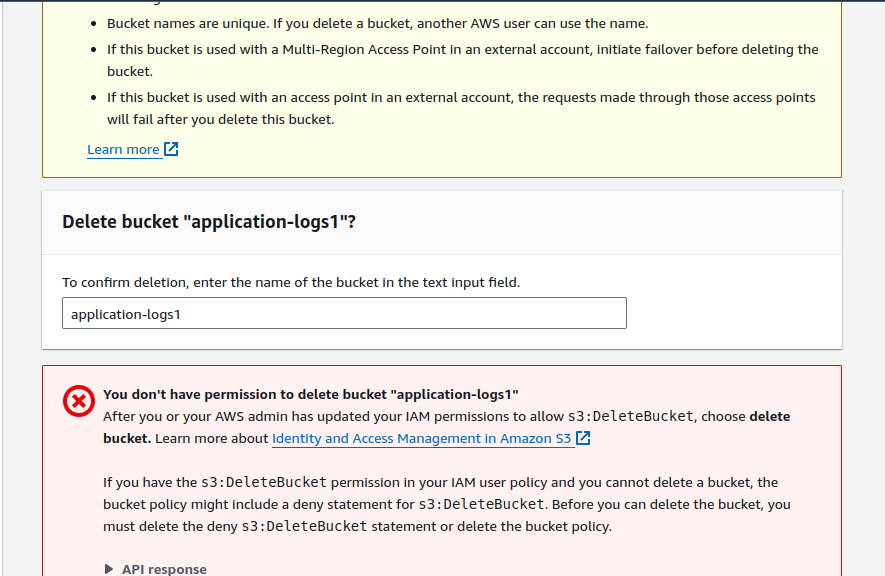 Bucket names are unique. If you delete a bucket, another AWS user can use the name.
If this bucket is used with a Multi-Region Access Point in an external account, initiate failover before deleting the
bucket.
If this bucket is used with an access point in an external account, the requests made through those access points
will fail after you delete this bucket.
Learn more
Delete bucket "application-logs1"?
To confirm deletion, enter the name of the bucket in the text input field.
application-logs1
You don't have permission to delete bucket "application-logs1"
After you or your AWS admin has updated your IAM permissions to allow s3:DeleteBucket, choose delete
bucket. Learn more about Identity and Access Management in Amazon S3
If you have the s3:DeleteBucket permission in your IAM user policy and you cannot delete a bucket, the
bucket policy might include a deny statement for s3:DeleteBucket. Before you can delete the bucket, you
must delete the deny s3:DeleteBucket statement or delete the bucket policy.
API response